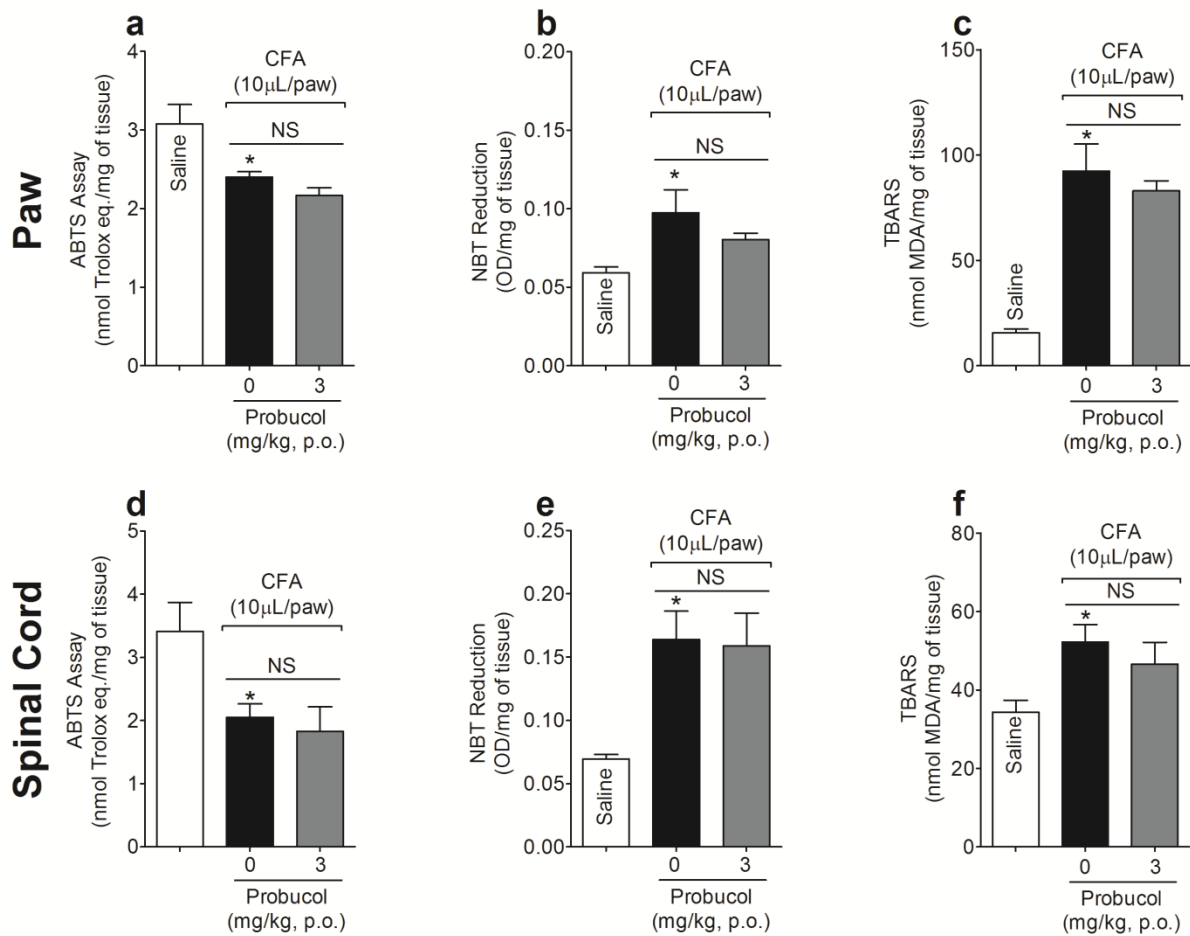 Paw
a
ABTS Assay
(nmol Trolox eq./mg of tissue)
4
3
2
1
0
CFA
(10μL/paw)
NS
*
Saline
0 3
Probucol
(mg/kg, p.o.)
b
NBT Reduction
(OD/mg of tissue)
0.20
0.15
0.10
0.05
0.00
CFA
(10μL/paw)
NS
*
Saline
0 3
Probucol
(mg/kg, p.o.)
c
TBARS
(nmol MDA/mg of tissue)
150
100
50
0
CFA
(10μL/paw)
NS
*
Saline
0 3
Probucol
(mg/kg, p.o.)
Spinal Cord
d
ABTS Assay
(nmol Trolox eq./mg of tissue)
5
4
3
2
1
0
CFA
(10μL/paw)
NS
*
0 3
Probucol
(mg/kg, p.o.)
e
NBT Reduction
(OD/mg of tissue)
0.25
0.20
0.15
0.10
0.05
0.00
CFA
(10μL/paw)
NS
*
Saline
0 3
Probucol
(mg/kg, p.o.)
f
TBARS
(nmol MDA/mg of tissue)
80
60
40
20
0
CFA
(10μL/paw)
NS
*
Saline
0 3
Probucol
(mg/kg, p.o.)